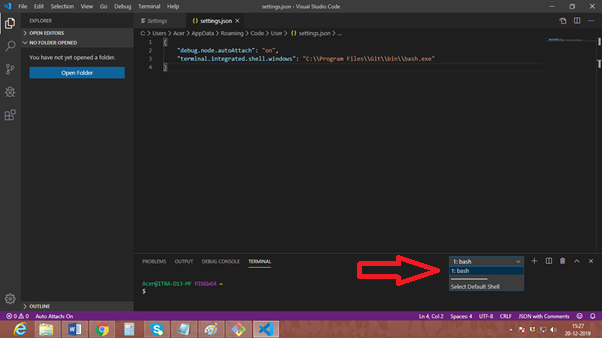 File Edit Selection View Go Debug Terminal Help
settings.json - Visual Studio Code
EXPLORER
OPEN EDITORS
NO FOLDER OPENED
You have not yet opened a folder.
Open Folder
OUTLINE
Settings
settings.json
C: > Users > Acer > AppData > Roaming > Code > User > {} settings.json > ...
1 {
2 "debug.node.autoAttach": "on",
3 "terminal.integrated.shell.windows": "C:\\Program Files\\Git\\bin\\bash.exe"
4 }
PROBLEMS OUTPUT DEBUG CONSOLE TERMINAL
1: bash
1: bash
Select Default Shell
MINGW64 ~
$
0 0 Auto Attach: On
Ln 4, Col 2 Spaces: 4 UTF-8 CRLF JSON with Comments
15:27
20-12-2019